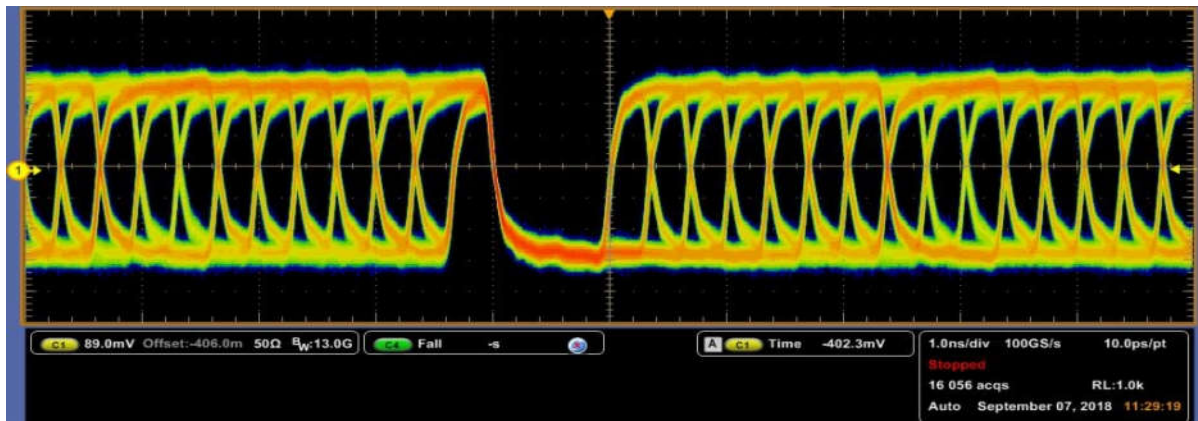 1
C1 89.0mV Offset:-406.0m 50Ω BW:13.0G
C4 Fall -s
A C1 Time -402.3mV
1.0ns/div 100GS/s 10.0ps/pt
Stopped
16 056 acqs RL:1.0k
Auto September 07, 2018 11:29:19